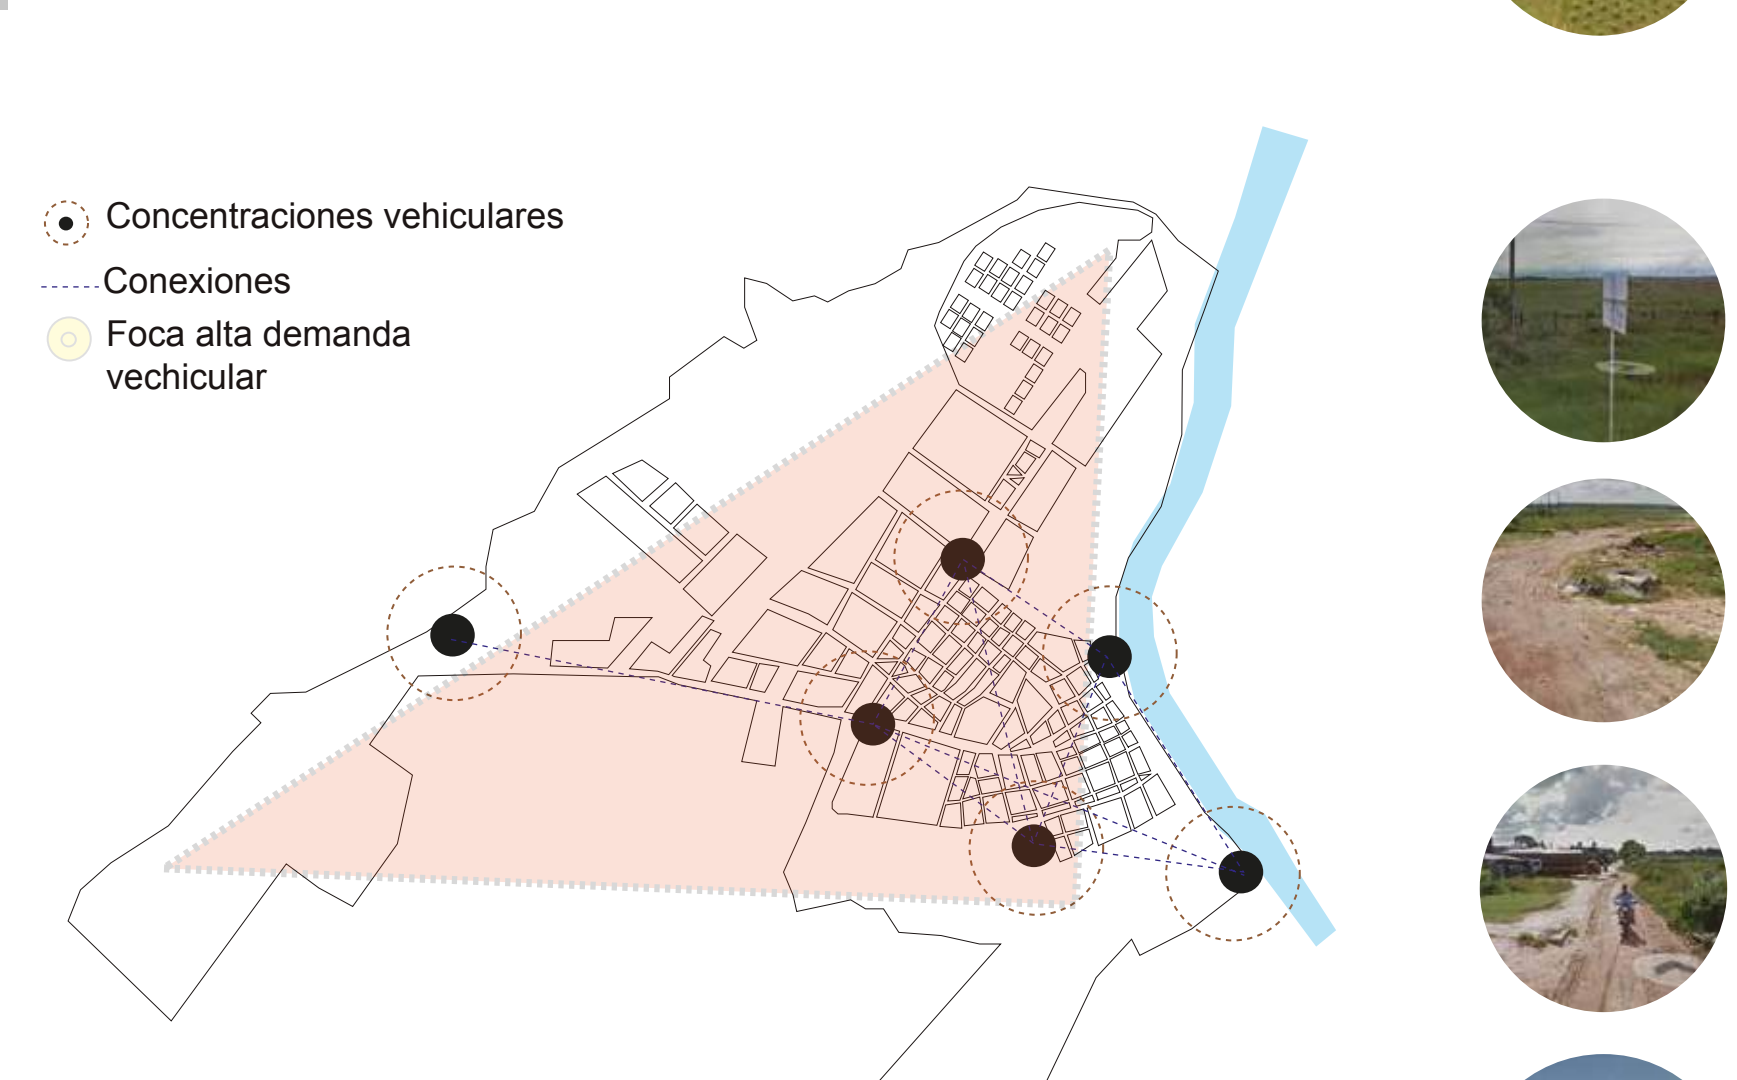 Concentraciones vehiculares
Conexiones
Foca alta demanda
vechicular